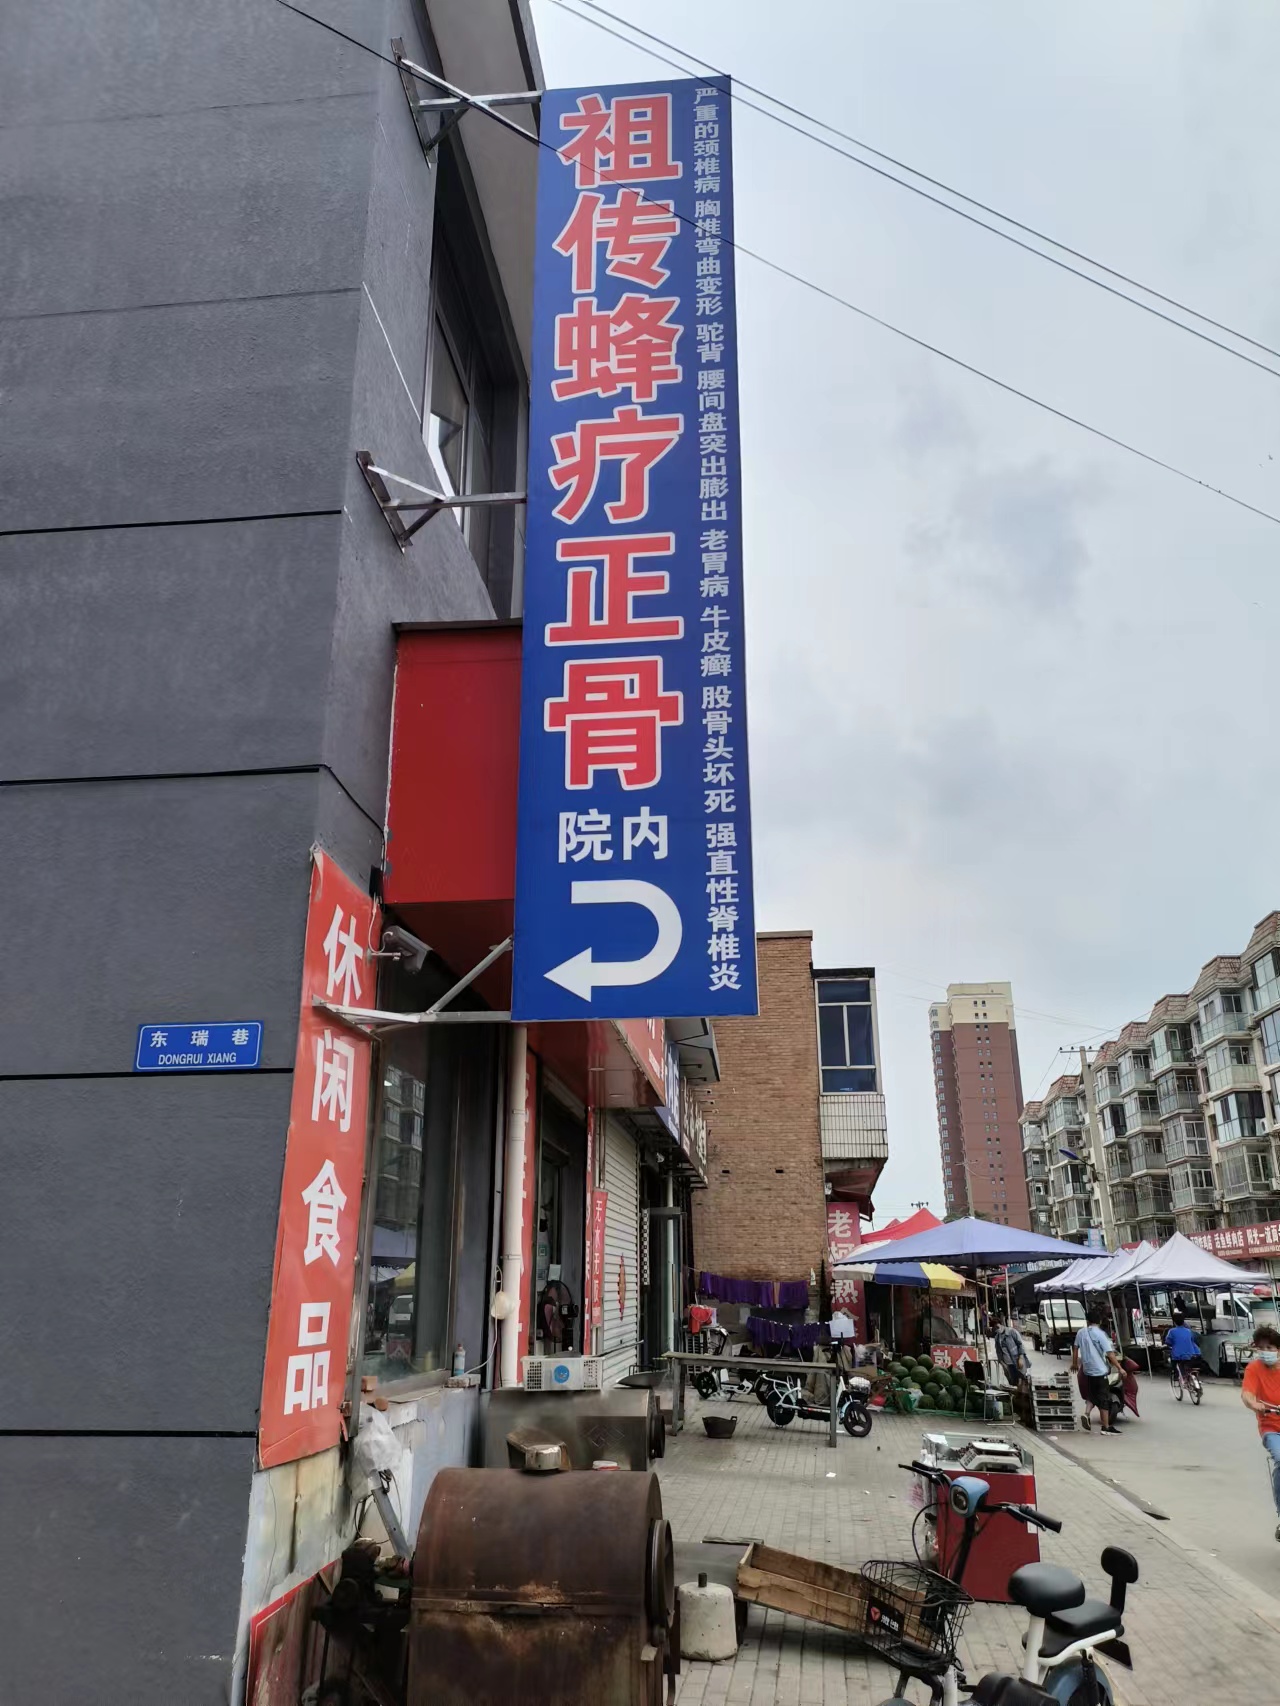 祖传蜂疗正骨
院内
严重的颈椎病 胸椎弯曲变形 驼背 腰间盘突出膨出 老胃病 牛皮癣 股骨头坏死 强直性脊椎炎
东瑞巷
DONGRUI XIANG
休闲食品